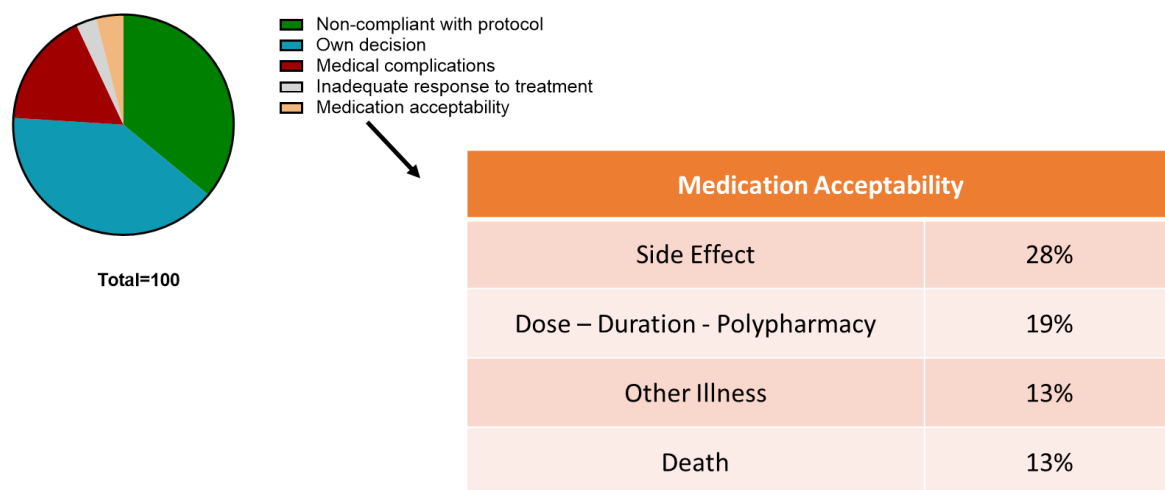 Non-compliant with protocol
Own decision
Medical complications
Inadequate response to treatment
Medication acceptability
Total=100
Medication Acceptability
Side Effect 28%
Dose – Duration - Polypharmacy 19%
Other Illness 13%
Death 13%